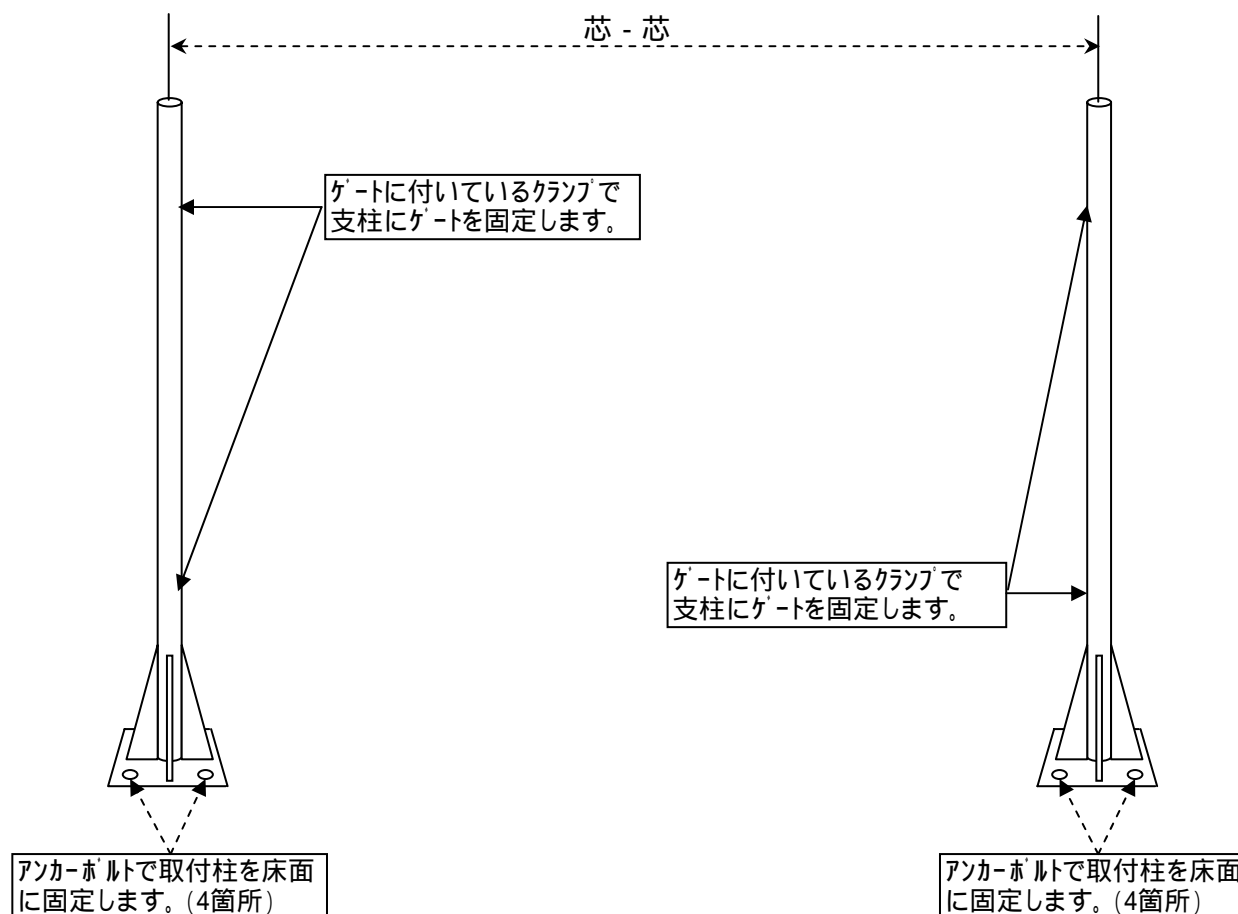 芯 - 芯
ｹﾞｰﾄに付いているｸﾗﾝﾌﾟで
支柱にｹﾞｰﾄを固定します。
ｹﾞｰﾄに付いているｸﾗﾝﾌﾟで
支柱にｹﾞｰﾄを固定します。
ｱﾝｶｰﾎﾞﾙﾄで取付柱を床面
に固定します。(4箇所)
ｱﾝｶｰﾎﾞﾙﾄで取付柱を床面
に固定します。(4箇所)